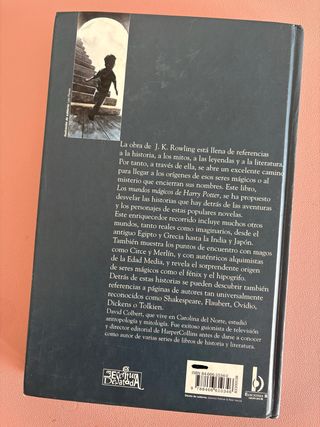 La obra de J. K. Rowling está llena de referencias
a la historia, a los mitos, a las leyendas y a la literatura.
Por tanto, a través de ella, se abre un excelente camino
para llegar a los orígenes de esos seres mágicos o al
misterio que encierran sus nombres. Este libro,
Los mundos mágicos de Harry Potter, se ha propuesto
desvelar las historias que hay detrás de las aventuras
y los personajes de estas populares novelas.
Este enriquecedor recorrido incluye muchos otros
mundos, tanto reales como imaginarios, desde el
antiguo Egipto y Grecia hasta la India y Japón.
También muestra los puntos de encuentro con magos
como Circe y Merlín, y con auténticos alquimistas
de la Edad Media, y revela el sorprendente origen
de seres mágicos como el fénix y el hipogrifo.
Detrás de estas historias se pueden descubrir también
referencias a páginas de autores tan universalmente
reconocidos como Shakespeare, Flaubert, Ovidio,
Dickens o Tolkien.
David Colbert, que vive en Carolina del Norte, estudió
antropología y mitología. Fue exitoso guionista de televisión
y director editorial de HarperCollins antes de darse a conocer
como autor de varias series de libros de historia y literatura.
La Escritura
Desatada
EDICIONES B